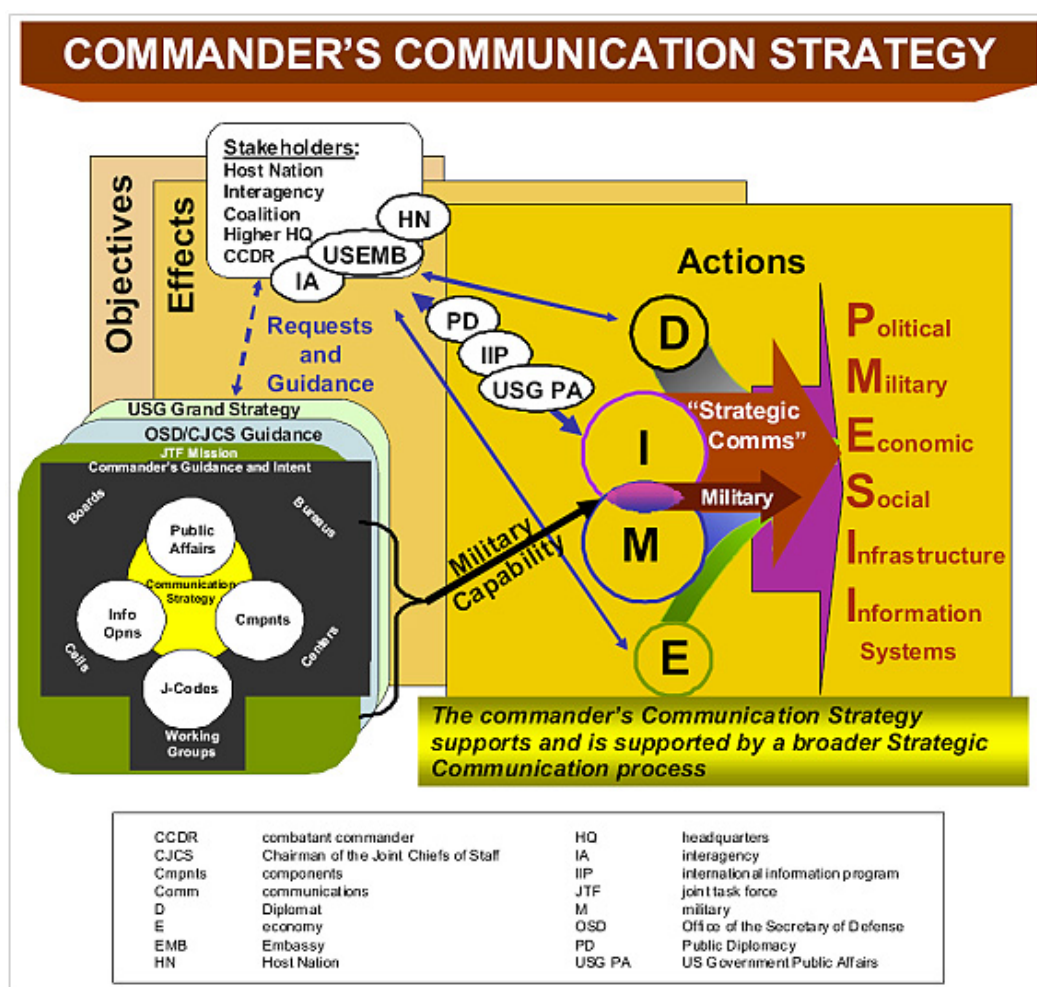 COMMANDER'S COMMUNICATION STRATEGY
Stakeholders:
Host Nation
Interagency
Coalition
Higher HQ
CCDR
HN
USEMB
IA
Objectives
Effects
Actions
Requests
and
Guidance
PD
IIP
USG PA
D
I
M
E
"Strategic
Comms"
Military
Political
Military
Economic
Social
Infrastructure
Information
Systems
USG Grand Strategy
OSD/CJCS Guidance
JTF Mission
Commander's Guidance and Intent
Boards
Bureaus
Public
Affairs
Communication
Strategy
Info
Opns
Cmpnts
Cells
Centers
J-Codes
Working
Groups
Military
Capability
The commander's Communication Strategy
supports and is supported by a broader Strategic
Communication process
CCDR combatant commander
CJCS Chairman of the Joint Chiefs of Staff
Cmpnts components
Comm communications
D Diplomat
E economy
EMB Embassy
HN Host Nation
HQ headquarters
IA interagency
IIP international information program
JTF joint task force
M military
OSD Office of the Secretary of Defense
PD Public Diplomacy
USG PA US Government Public Affairs